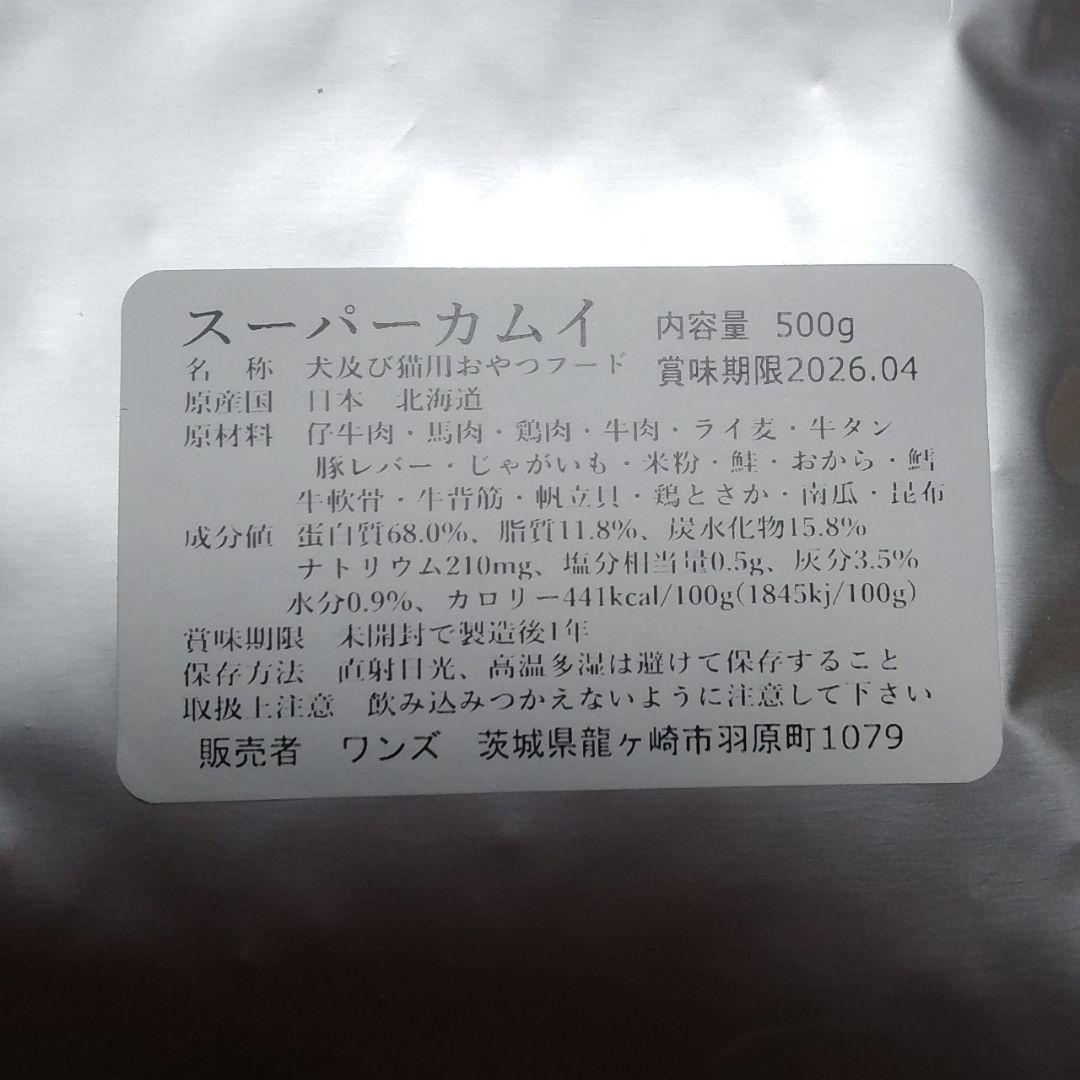 スーパーカムイ 内容量 500g
名 称 犬及び猫用おやつフード 賞味期限2026.04
原産国 日本 北海道
原材料 仔牛肉・馬肉・鶏肉・牛肉・ライ麦・牛タン
豚レバー・じゃがいも・米粉・鮭・おから・鱈
牛軟骨・牛背筋・帆立貝・鶏とさか・南瓜・昆布
成分値 蛋白質68.0%、脂質11.8%、炭水化物15.8%
ナトリウム210mg、塩分相当量0.5g、灰分3.5%
水分0.9%、カロリー441kcal/100g(1845kj/100g)
賞味期限 未開封で製造後1年
保存方法 直射日光、高温多湿は避けて保存すること
取扱上注意 飲み込みつかえないように注意して下さい
販売者 ワンズ 茨城県龍ヶ崎市羽原町1079